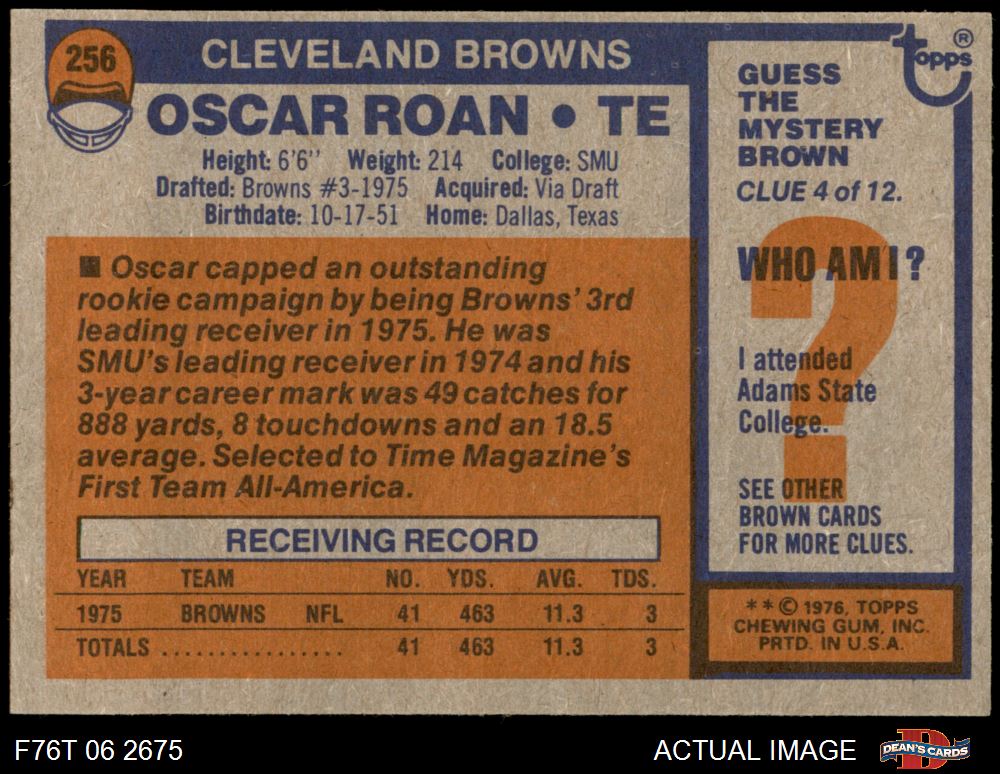 256
CLEVELAND BROWNS
OSCAR ROAN • TE
Height: 6'6" Weight: 214 College: SMU
Drafted: Browns #3-1975 Acquired: Via Draft
Birthdate: 10-17-51 Home: Dallas, Texas
■ Oscar capped an outstanding
rookie campaign by being Browns' 3rd
leading receiver in 1975. He was
SMU's leading receiver in 1974 and his
3-year career mark was 49 catches for
888 yards, 8 touchdowns and an 18.5
average. Selected to Time Magazine's
First Team All-America.
RECEIVING RECORD
YEAR TEAM NO. YDS. AVG. TDS.
1975 BROWNS NFL 41 463 11.3 3
TOTALS ................ 41 463 11.3 3
topps ®
GUESS
THE
MYSTERY
BROWN
CLUE 4 of 12.
WHO AM I?
I attended
Adams State
College.
SEE OTHER
BROWN CARDS
FOR MORE CLUES.
* * © 1976, TOPPS
CHEWING GUM, INC.
PRTD. IN U.S.A.
F76T 06 2675
ACTUAL IMAGE
DEAN'S CARDS